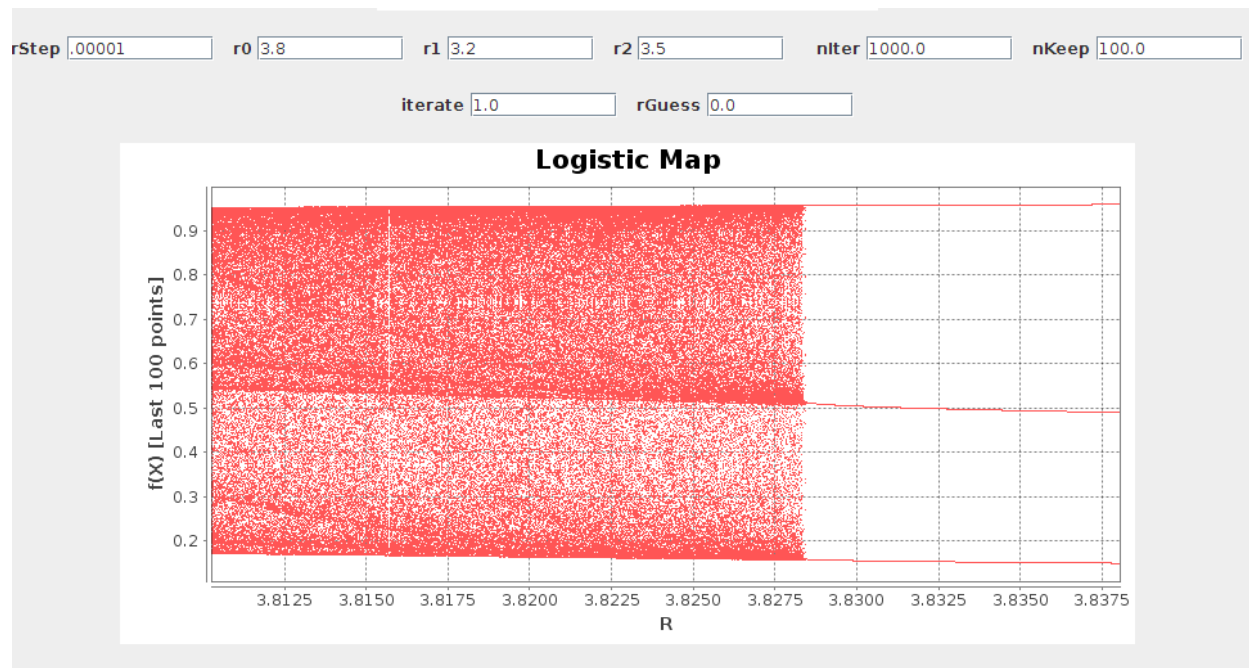 rStep .00001 r0 3.8 r1 3.2 r2 3.5 nIter 1000.0 nKeep 100.0
iterate 1.0 rGuess 0.0
Logistic Map
f(X) [Last 100 points]
0.9
0.8
0.7
0.6
0.5
0.4
0.3
0.2
3.8125 3.8150 3.8175 3.8200 3.8225 3.8250 3.8275 3.8300 3.8325 3.8350 3.8375
R